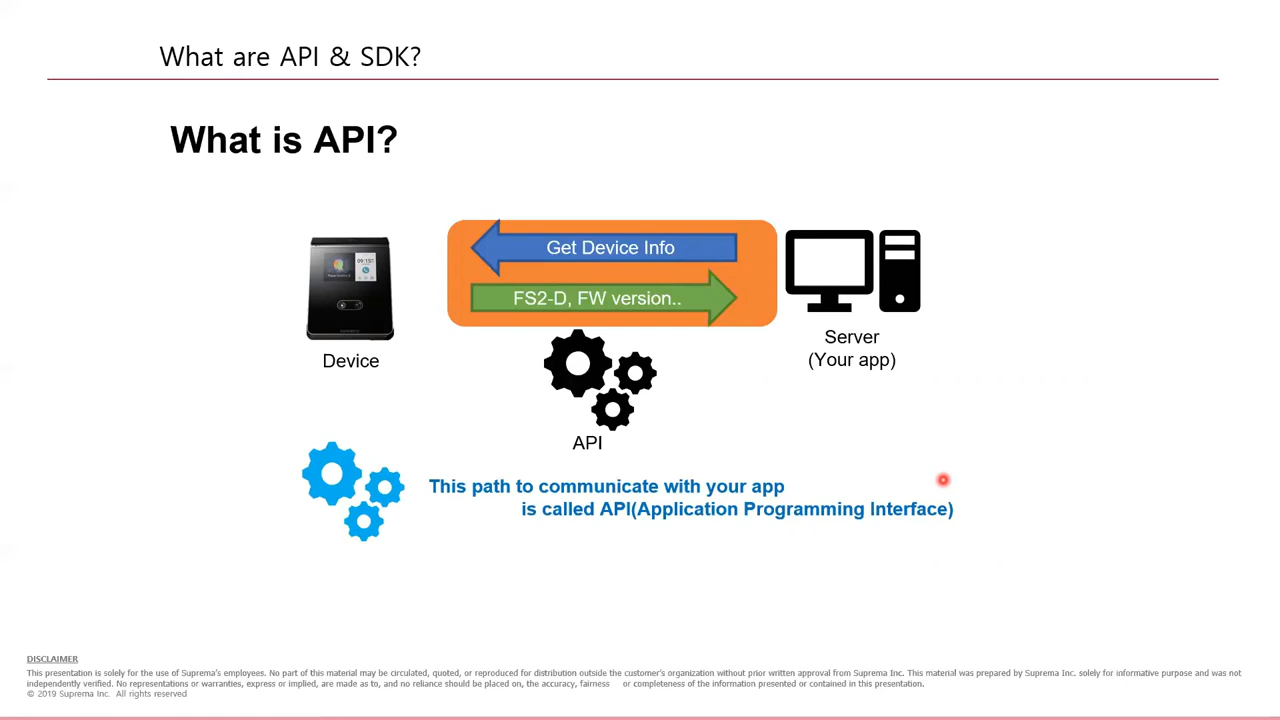 What are API & SDK?
What is API?
Get Device Info
FS2-D, FW version..
Device
Server
(Your app)
API
This path to communicate with your app
is called API(Application Programming Interface)
DISCLAIMER
This presentation is solely for the use of Suprema's employees. No part of this material may be circulated, quoted, or reproduced for distribution outside the customer's organization without prior written approval from Suprema Inc. This material was prepared by Suprema Inc. solely for informative purpose and was not
independently verified. No representations or warranties, express or implied, are made as to, and no reliance should be placed on, the accuracy, fairness or completeness of the information presented or contained in this presentation.
© 2019 Suprema Inc. All rights reserved